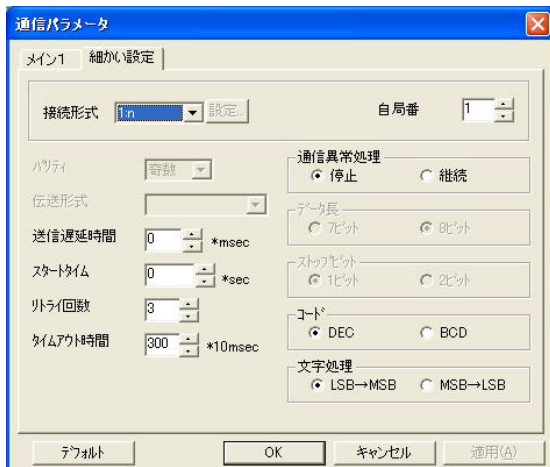 通信パラメータ
メイン1 細かい設定
接続形式 1:n 設定... 自局番 1
パリティ 奇数
伝送形式
送信遅延時間 0 *msec
スタートタイム 0 *sec
リトライ回数 3
タイムアウト時間 300 *10msec
通信異常処理
停止 継続
データ長
7ビット 8ビット
ストップビット
1ビット 2ビット
コード
DEC BCD
文字処理
LSB→MSB MSB→LSB
デフォルト OK キャンセル 適用(A)